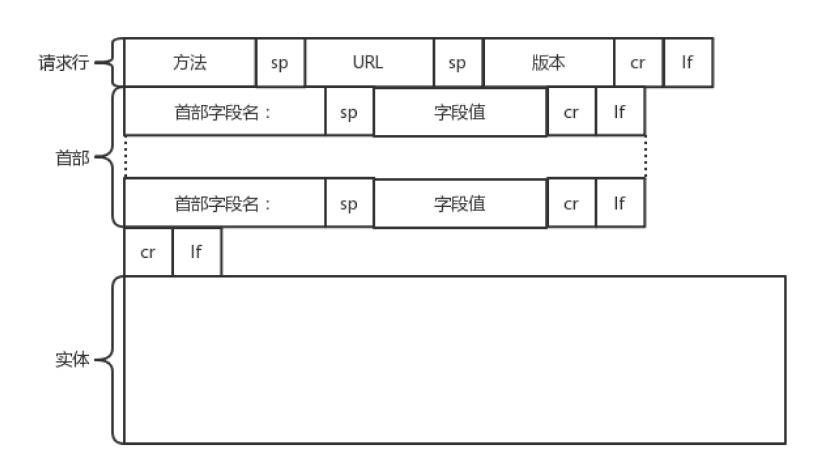 请求行 方法 sp URL sp 版本 cr lf
首部字段名： sp 字段值 cr lf
首部
首部字段名： sp 字段值 cr lf
cr lf
实体